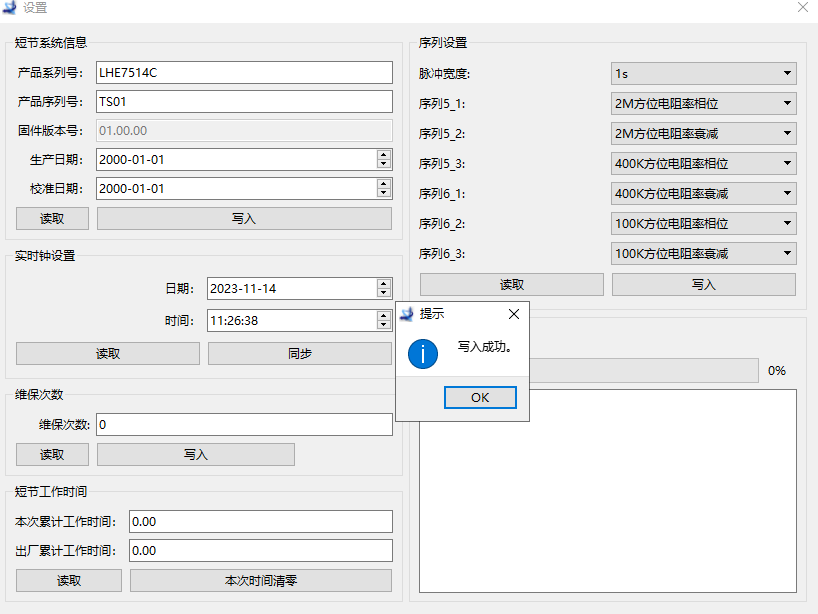 设置
短节系统信息
产品系列号: LHE7514C
产品序列号: TS01
固件版本号: 01.00.00
生产日期: 2000-01-01
校准日期: 2000-01-01
读取 写入
实时钟设置
日期: 2023-11-14
时间: 11:26:38
读取 同步
维保次数
维保次数: 0
读取 写入
短节工作时间
本次累计工作时间: 0.00
出厂累计工作时间: 0.00
读取 本次时间清零
序列设置
脉冲宽度: 1s
序列5_1: 2M方位电阻率相位
序列5_2: 2M方位电阻率衰减
序列5_3: 400K方位电阻率相位
序列6_1: 400K方位电阻率衰减
序列6_2: 100K方位电阻率相位
序列6_3: 100K方位电阻率衰减
读取 写入
提示
写入成功。
OK
0%